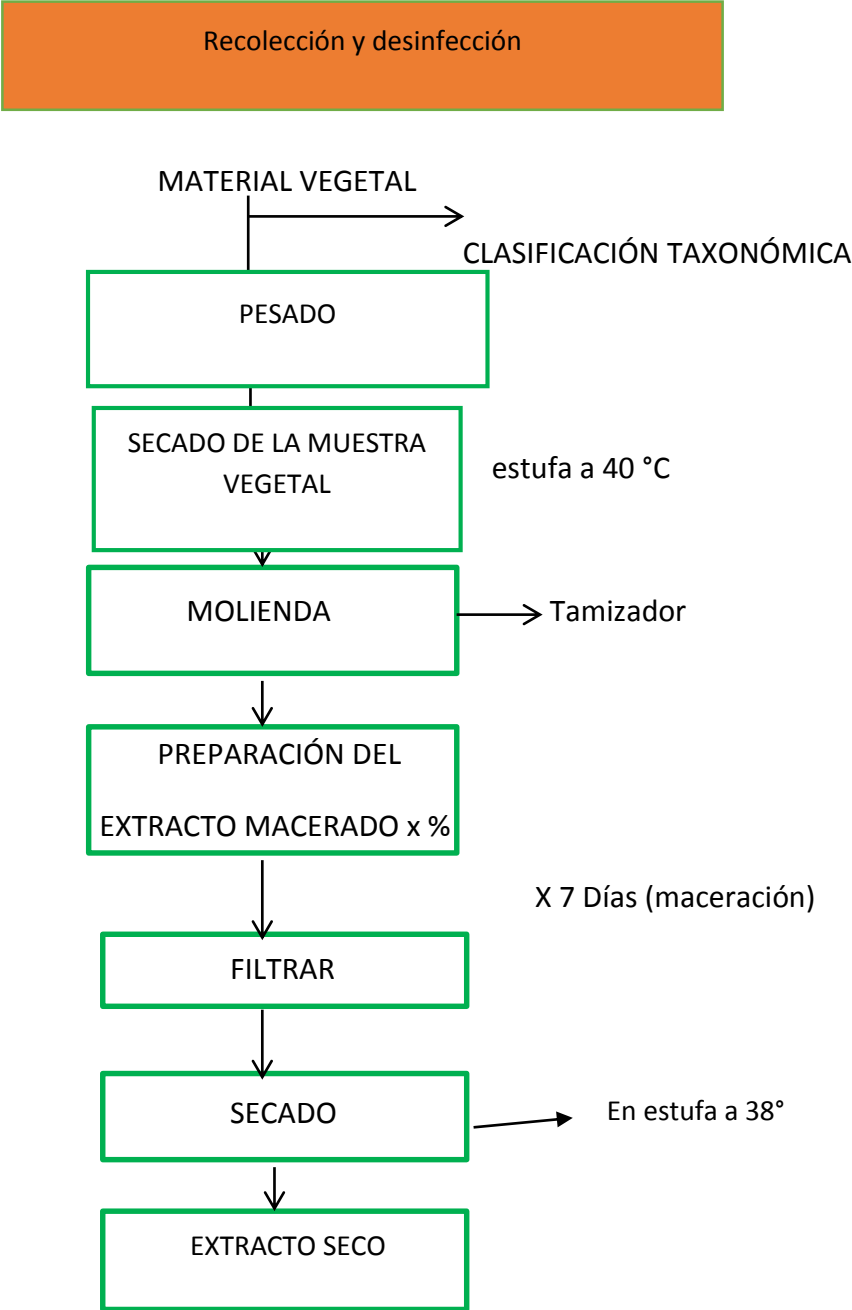 Recolección y desinfección
MATERIAL VEGETAL
CLASIFICACIÓN TAXONÓMICA
PESADO
SECADO DE LA MUESTRA
VEGETAL
estufa a 40 °C
MOLIENDA
Tamizador
PREPARACIÓN DEL
EXTRACTO MACERADO x %
X 7 Días (maceración)
FILTRAR
SECADO
En estufa a 38°
EXTRACTO SECO